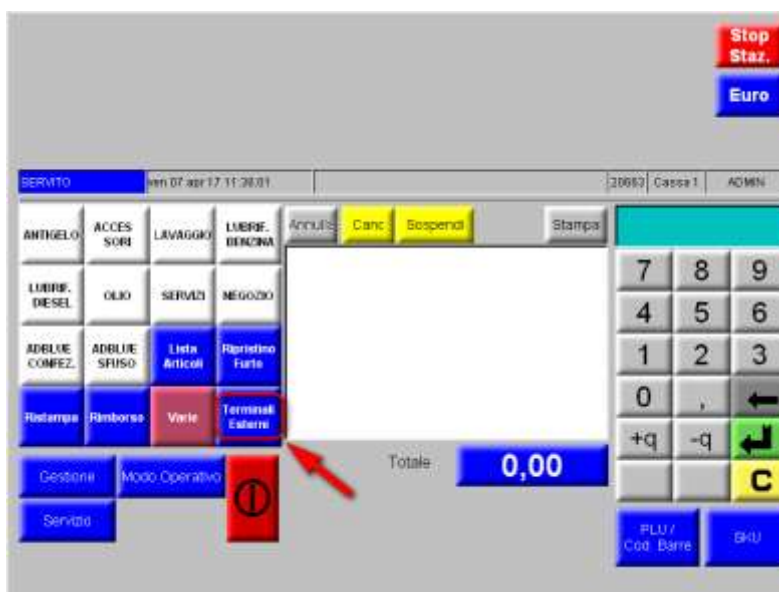 Stop
Staz.
Euro
SERVITO
ven 07 apr 17 11:38:01
Cassa 1
ADMIN
ANTIGELO
ACCES
SORI
LAVAGGIO
LUBRIF.
BENZINA
Annulla
Canc
Sospendi
Stampa
7
8
9
LUBRIF.
DIESEL
OLIO
SERVIZI
NEGOZIO
4
5
6
ADBLUE
CONFEZ.
ADBLUE
SFUSO
Lista
Articoli
Ripristino
Furto
1
2
3
Ristampa
Rimborso
Varie
Terminali
Esterni
0
,
+q
-q
C
Totale
0,00
Gestione
Modo Operativo
Servizio
PLU /
Cod. Barre
SKU